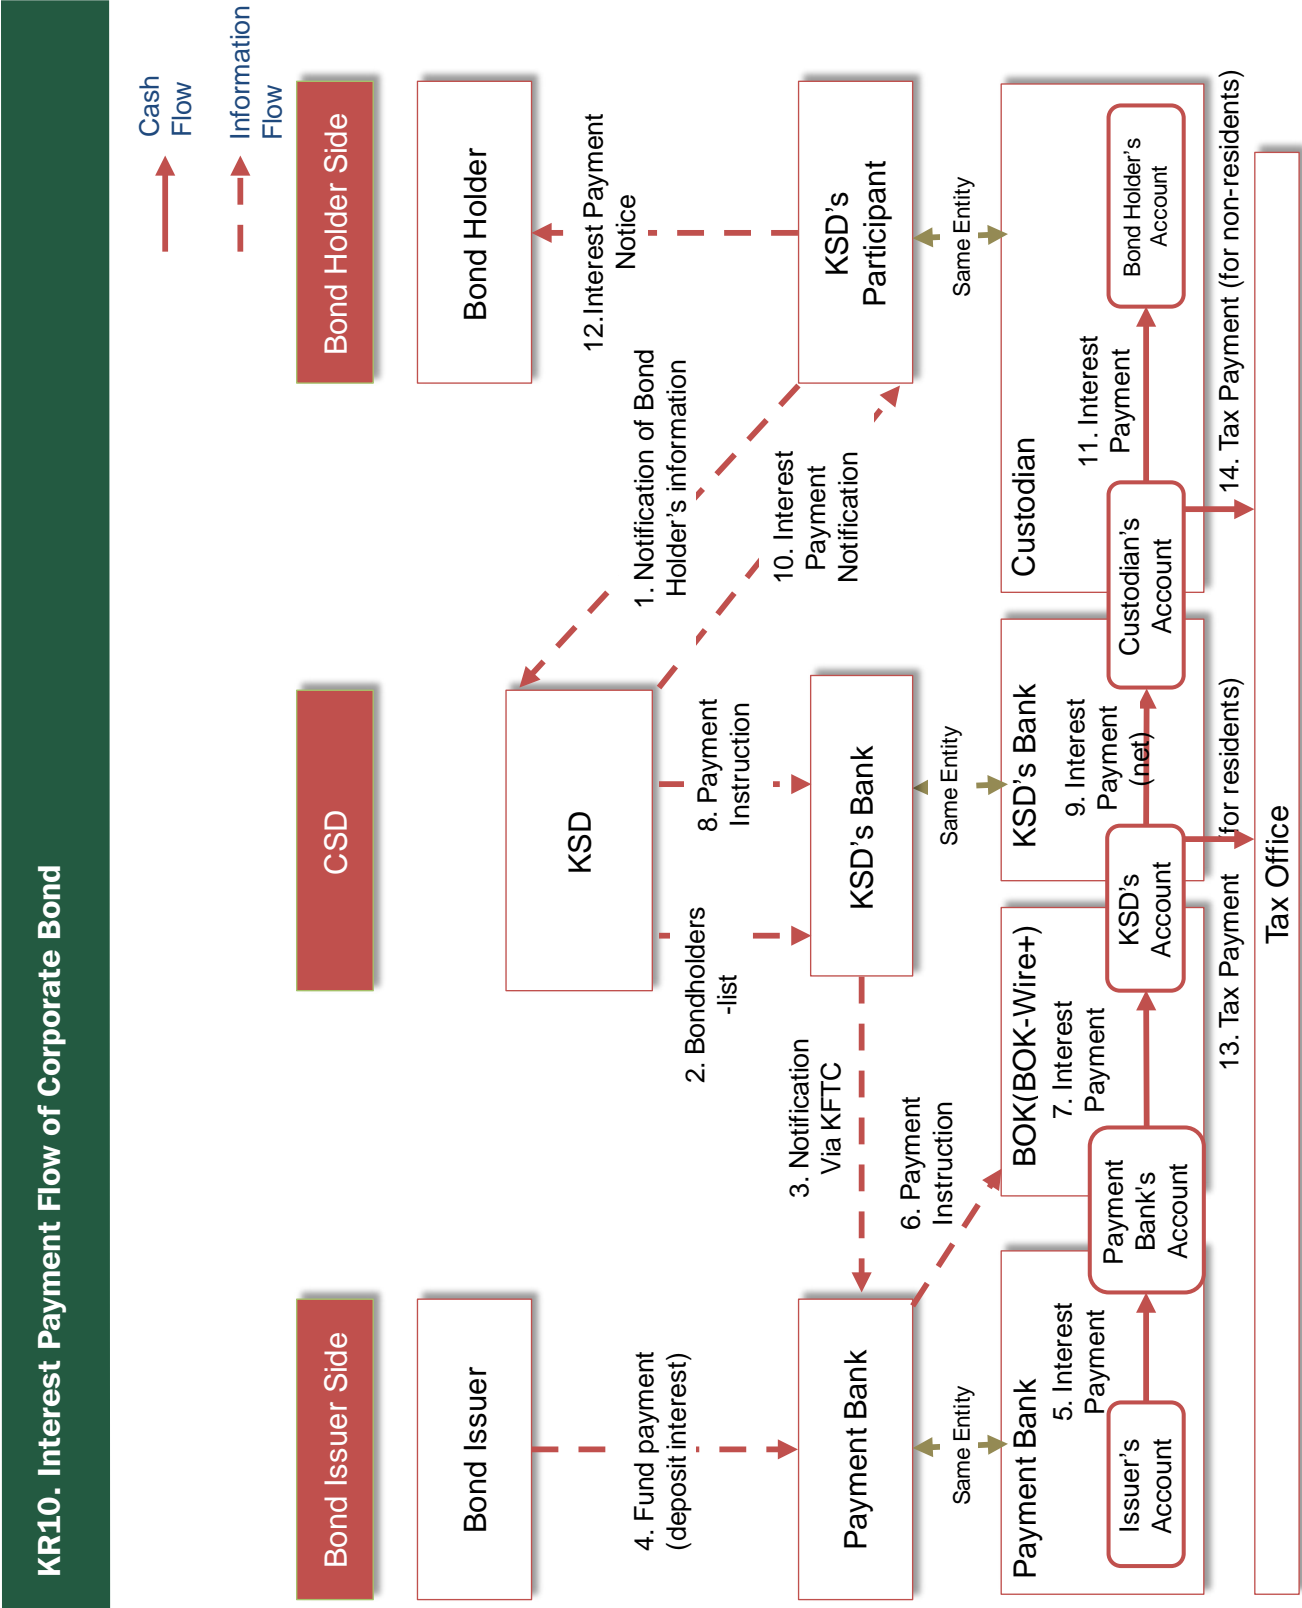 KR10. Interest Payment Flow of Corporate Bond
Cash
Flow
Information
Flow
Bond Issuer Side
CSD
Bond Holder Side
Bond Issuer
Bond Holder
KSD
4. Fund payment
(deposit interest)
2. Bondholders
-list
8. Payment
Instruction
1. Notification of Bond
Holder's information
10. Interest
Payment
Notification
12.Interest Payment
Notice
3. Notification
Via KFTC
Payment Bank
KSD's Bank
KSD's
Participant
6. Payment
Instruction
Same Entity
Same Entity
Same Entity
Payment Bank
BOK(BOK-Wire+)
KSD's Bank
Custodian
5. Interest
Payment
7. Interest
Payment
9. Interest
Payment
(net)
11. Interest
Payment
Issuer's
Account
Payment
Bank's
Account
KSD's
Account
Custodian's
Account
Bond Holder's
Account
13. Tax Payment (for residents)
14. Tax Payment (for non-residents)
Tax Office